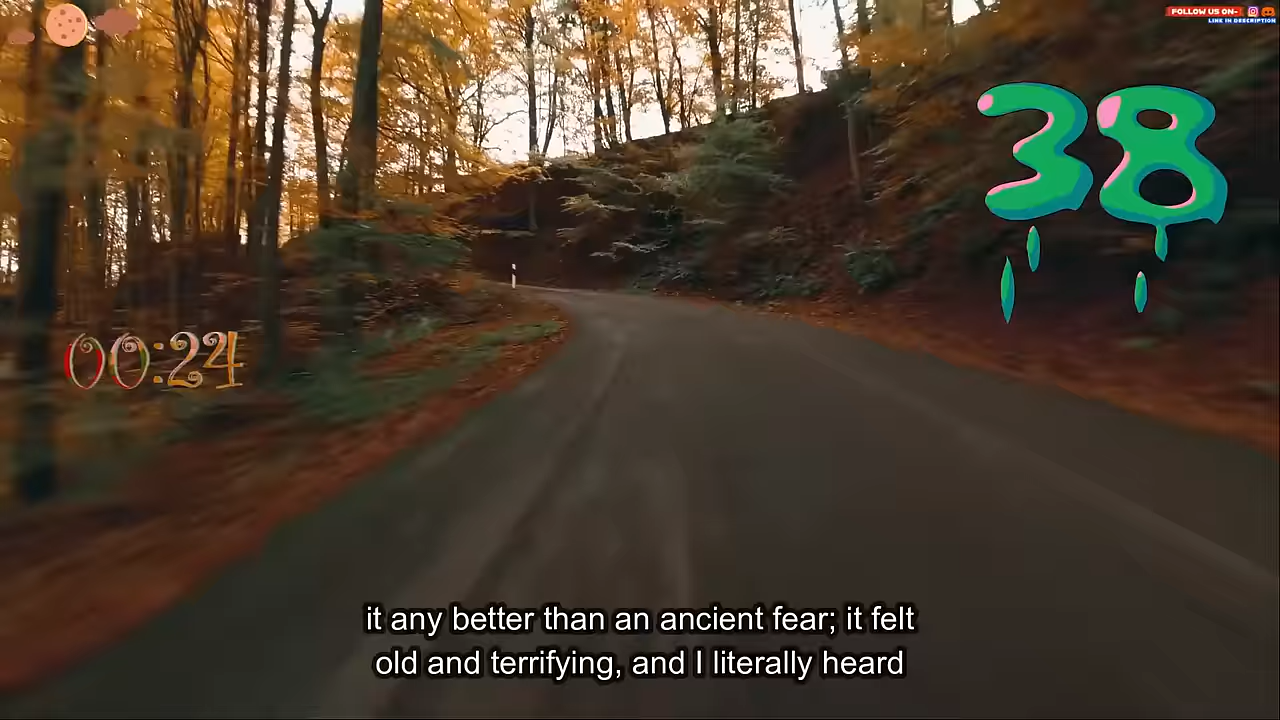 FOLLOW US ON-
LINK IN DESCRIPTION
38
00:24
it any better than an ancient fear; it felt
old and terrifying, and I literally heard